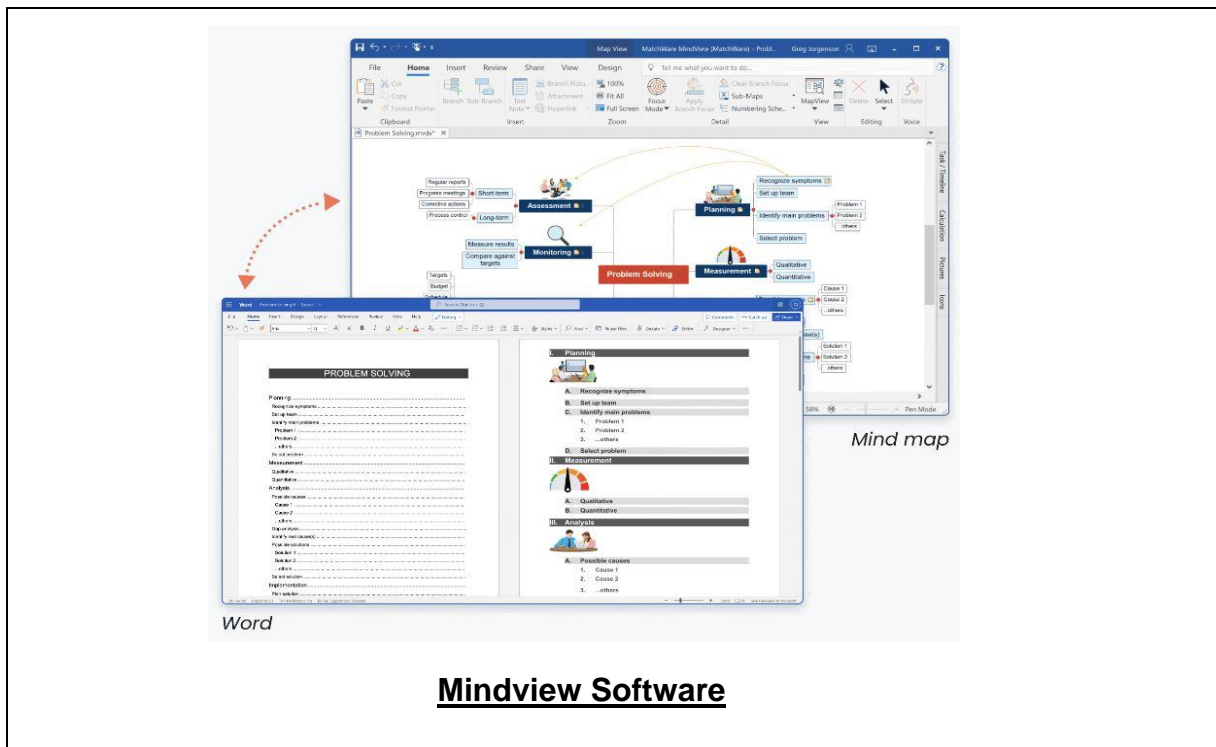 Map View
MatchWare MindView (MatchWare) - Probl...
Greg Jorgenson
File
Home
Insert
Review
Share
View
Design
Tell me what you want to do...
Paste
Cut
Copy
Format Painter
Clipboard
Branch
Sub-Branch
Text Note
Branch Pictu...
Attachment
Hyperlink
Insert
100%
Fit All
Full Screen
Zoom
Focus Mode
Apply Branch Focus
Clear Branch Focus
Sub-Maps
Numbering Sche...
Detail
MapView
View
Delete
Select
Editing
Dictate
Voice
Problem Solving.mvdx*
Task / Timeline
Calculation
Pictures
Icons
Regular reports
Progress meetings
Corrective actions
Process control
Short-term
Long-term
Assessment
Measure results
Compare against
targets
Monitoring
Targets
Budget
Schedule
Problem Solving
Planning
Recognize symptoms
Set up team
Identify main problems
Problem 1
Problem 2
...others
Select problem
Measurement
Qualitative
Quantitative
Cause 1
Cause 2
...others
Solution 1
Solution 2
...others
58%
Pen Mode
Mind map
Word
Home
Insert
Design
Layout
References
Review
View
Help
Editing
Comments
Catch up
Share
Styles
Find
Reuse Files
Dictate
Editor
Designer
PROBLEM SOLVING
Planning
Recognize symptoms
Set up team
Identify main problems
Problem 1
Problem 2
...others
Select problem
Measurement
Qualitative
Quantitative
Analysis
Possible causes
Cause 1
Cause 2
...others
Gap analysis
Identify root cause(s)
Possible solutions
Solution 1
Solution 2
...others
Select solution
Implementation
Plan solution
I. Planning
A. Recognize symptoms
B. Set up team
C. Identify main problems
1. Problem 1
2. Problem 2
3. ...others
D. Select problem
II. Measurement
A. Qualitative
B. Quantitative
III. Analysis
A. Possible causes
1. Cause 1
2. Cause 2
3. ...others
Word
Mindview Software